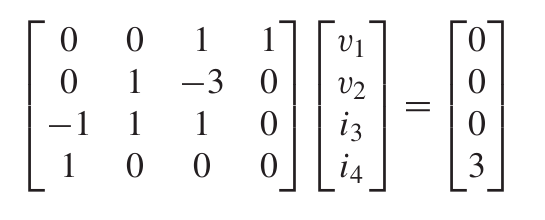 0 0 1 1 v1 0
0 1 −3 0 v2 0
−1 1 1 0 i3 = 0
1 0 0 0 i4 3